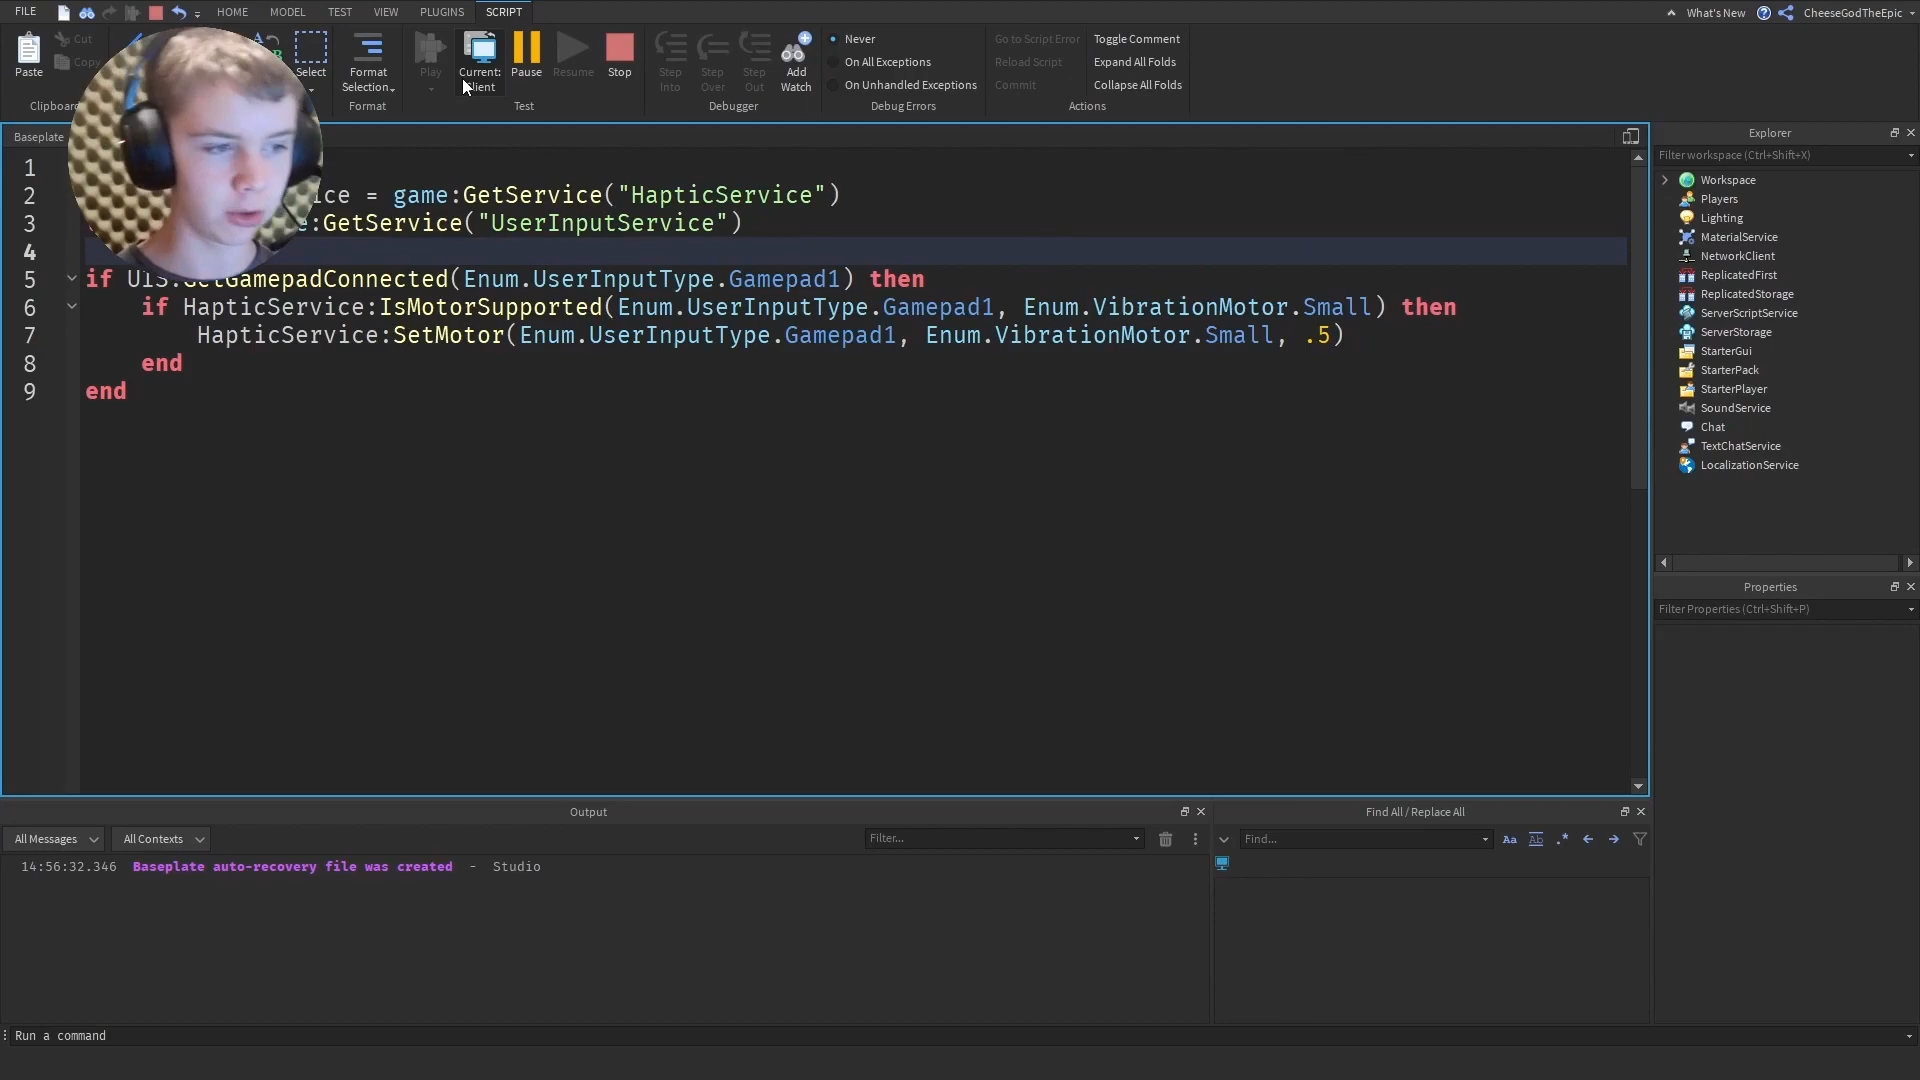 FILE HOME MODEL TEST VIEW PLUGINS SCRIPT What's New CheeseGodTheEpic
Paste Cut Copy Select Format Selection Play Current: Client Pause Resume Stop Step Into Step Over Step Out Add Watch
Never
On All Exceptions
On Unhandled Exceptions
Go to Script Error
Reload Script
Commit
Toggle Comment
Expand All Folds
Collapse All Folds
Format Test Debugger Debug Errors Actions
Baseplate
1
2 = game:GetService("HapticService")
3 :GetService("UserInputService")
4
5 if UIS:GetGamepadConnected(Enum.UserInputType.Gamepad1) then
6 if HapticService:IsMotorSupported(Enum.UserInputType.Gamepad1, Enum.VibrationMotor.Small) then
7 HapticService:SetMotor(Enum.UserInputType.Gamepad1, Enum.VibrationMotor.Small, .5)
8 end
9 end
Explorer
Filter workspace (Ctrl+Shift+X)
Workspace
Players
Lighting
MaterialService
NetworkClient
ReplicatedFirst
ReplicatedStorage
ServerScriptService
ServerStorage
StarterGui
StarterPack
StarterPlayer
SoundService
Chat
TextChatService
LocalizationService
Properties
Filter Properties (Ctrl+Shift+P)
Output
All Messages All Contexts Filter...
14:56:32.346 Baseplate auto-recovery file was created - Studio
Find All / Replace All
Find... Aa Ab .*
Run a command